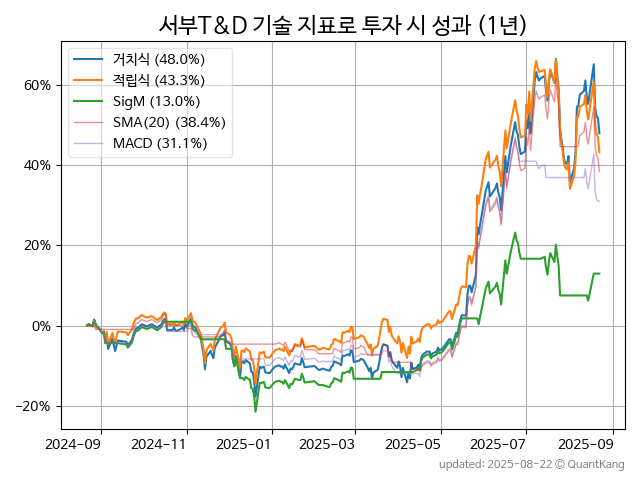 서부T&D 기술 지표로 투자 시 성과 (1년)
거치식 (48.0%)
적립식 (43.3%)
SigM (13.0%)
SMA(20) (38.4%)
MACD (31.1%)
60%
40%
20%
0%
−20%
2024-09 2024-11 2025-01 2025-03 2025-05 2025-07 2025-09
updated: 2025-08-22 © QuantKang